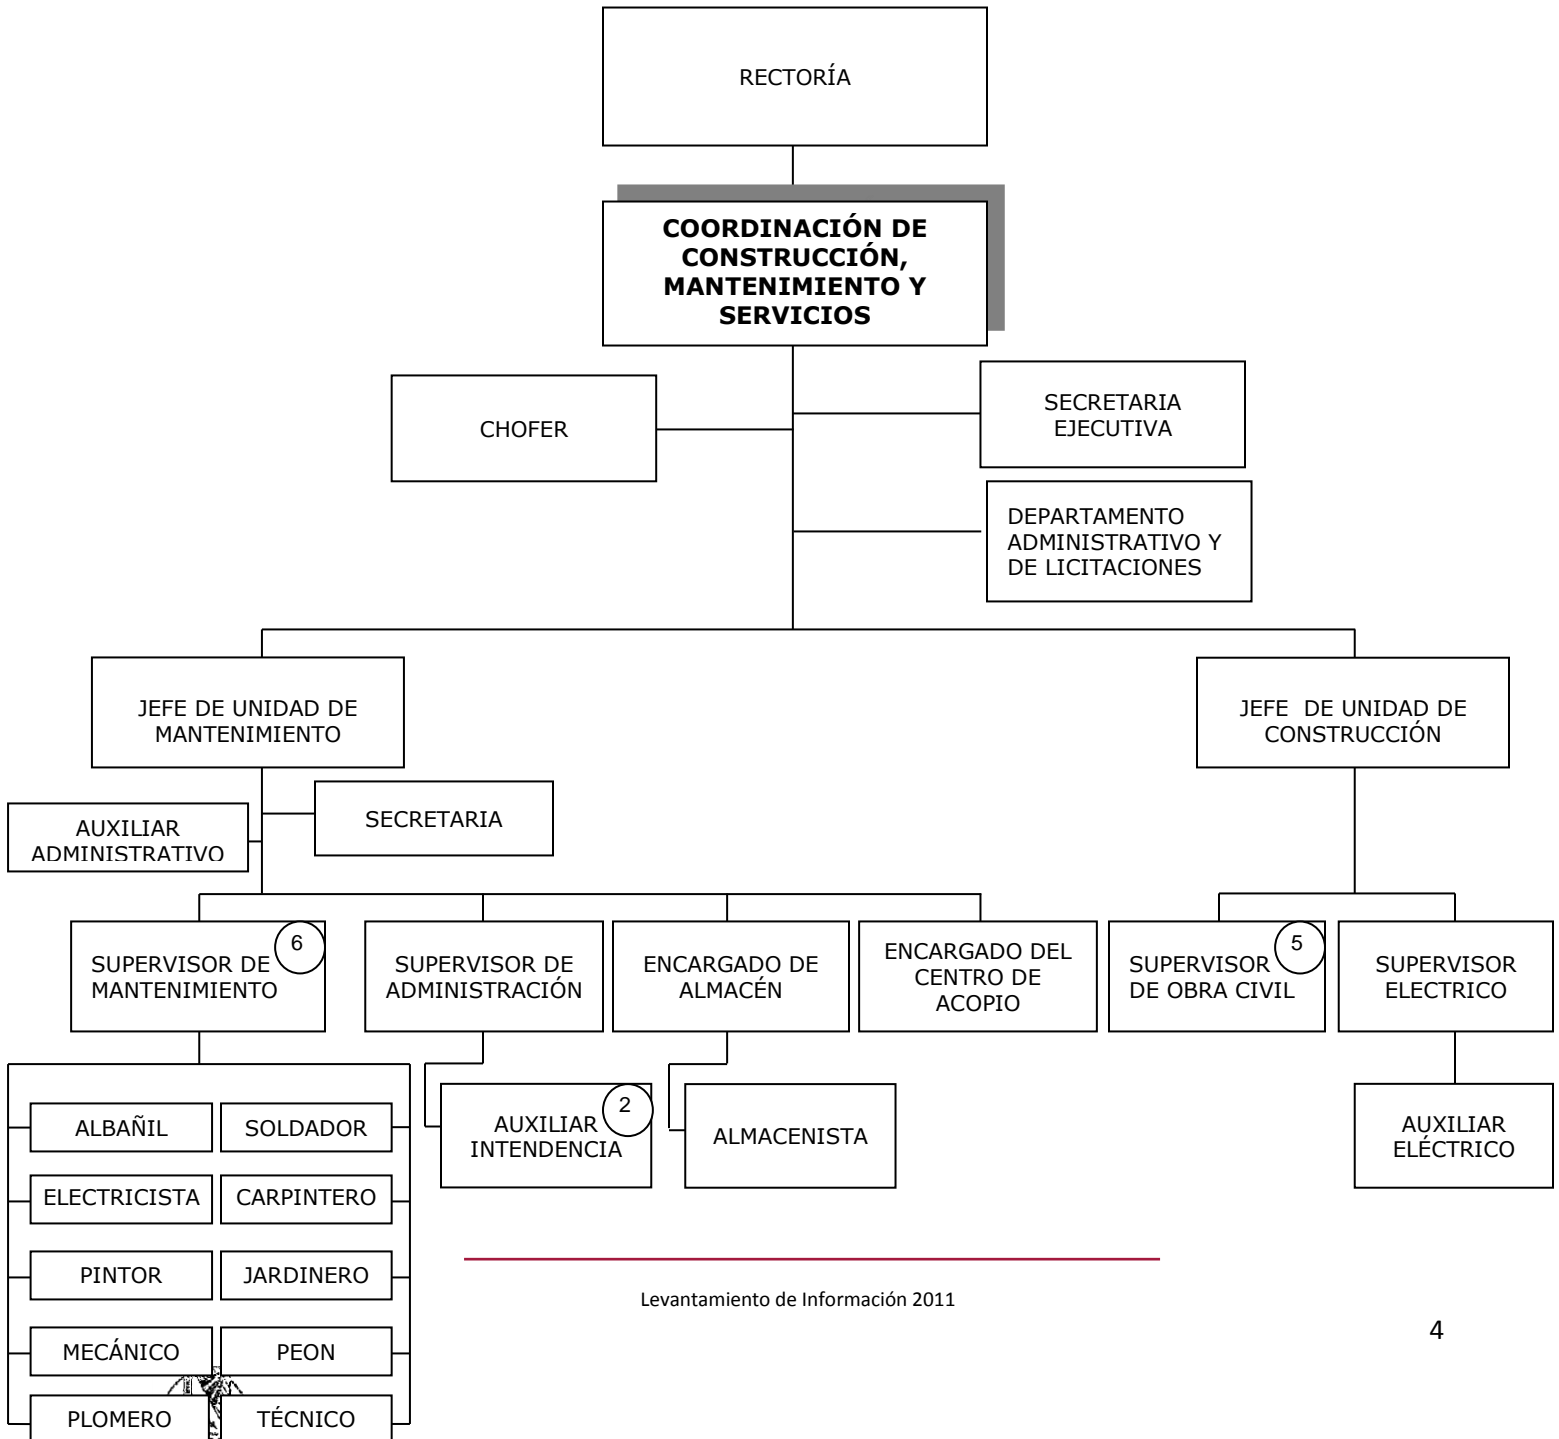 RECTORÍA
COORDINACIÓN DE
CONSTRUCCIÓN,
MANTENIMIENTO Y
SERVICIOS
CHOFER
SECRETARIA
EJECUTIVA
DEPARTAMENTO
ADMINISTRATIVO Y
DE LICITACIONES
JEFE DE UNIDAD DE
MANTENIMIENTO
JEFE DE UNIDAD DE
CONSTRUCCIÓN
AUXILIAR
ADMINISTRATIVO
SECRETARIA
SUPERVISOR DE
MANTENIMIENTO
6
SUPERVISOR DE
ADMINISTRACIÓN
ENCARGADO DE
ALMACÉN
ENCARGADO DEL
CENTRO DE
ACOPIO
SUPERVISOR
DE OBRA CIVIL
5
SUPERVISOR
ELECTRICO
ALBAÑIL
SOLDADOR
ELECTRICISTA
CARPINTERO
PINTOR
JARDINERO
MECÁNICO
PEON
PLOMERO
TÉCNICO
AUXILIAR
INTENDENCIA
2
ALMACENISTA
AUXILIAR
ELÉCTRICO
Levantamiento de Información 2011
4